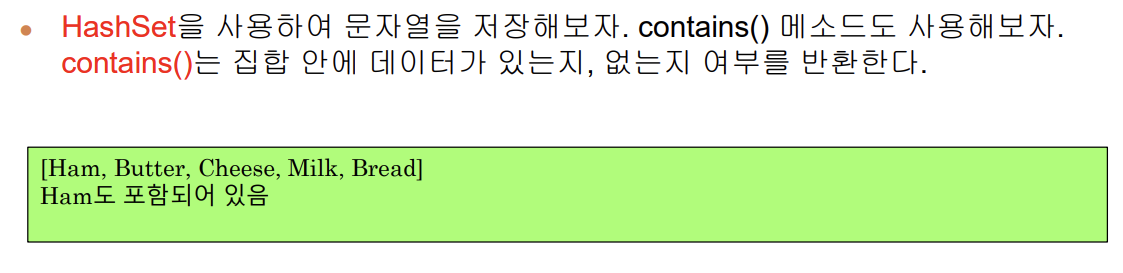 HashSet을 사용하여 문자열을 저장해보자. contains() 메소드도 사용해보자.
contains()는 집합 안에 데이터가 있는지, 없는지 여부를 반환한다.
[Ham, Butter, Cheese, Milk, Bread]
Ham도 포함되어 있음